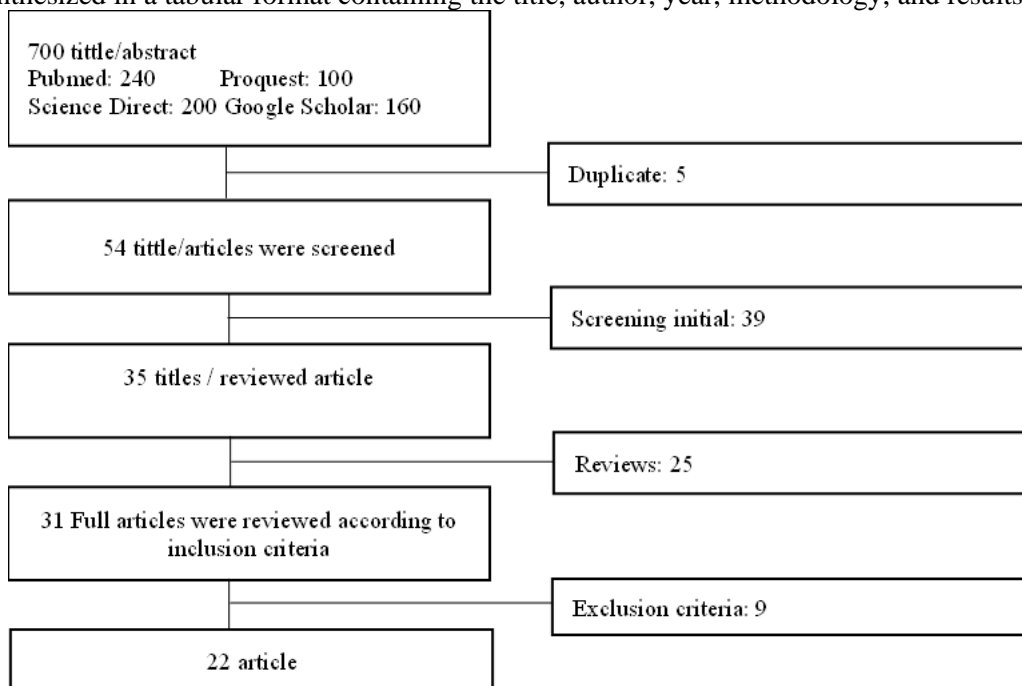 nthesized in a tabular format containing the title, author, year, methodology, and results
700 tittle/abstract
Pubmed: 240 Proquest: 100
Science Direct: 200 Google Scholar: 160
Duplicate: 5
54 tittle/articles were screened
Screening initial: 39
35 titles / reviewed article
Reviews: 25
31 Full articles were reviewed according to
inclusion criteria
Exclusion criteria: 9
22 article